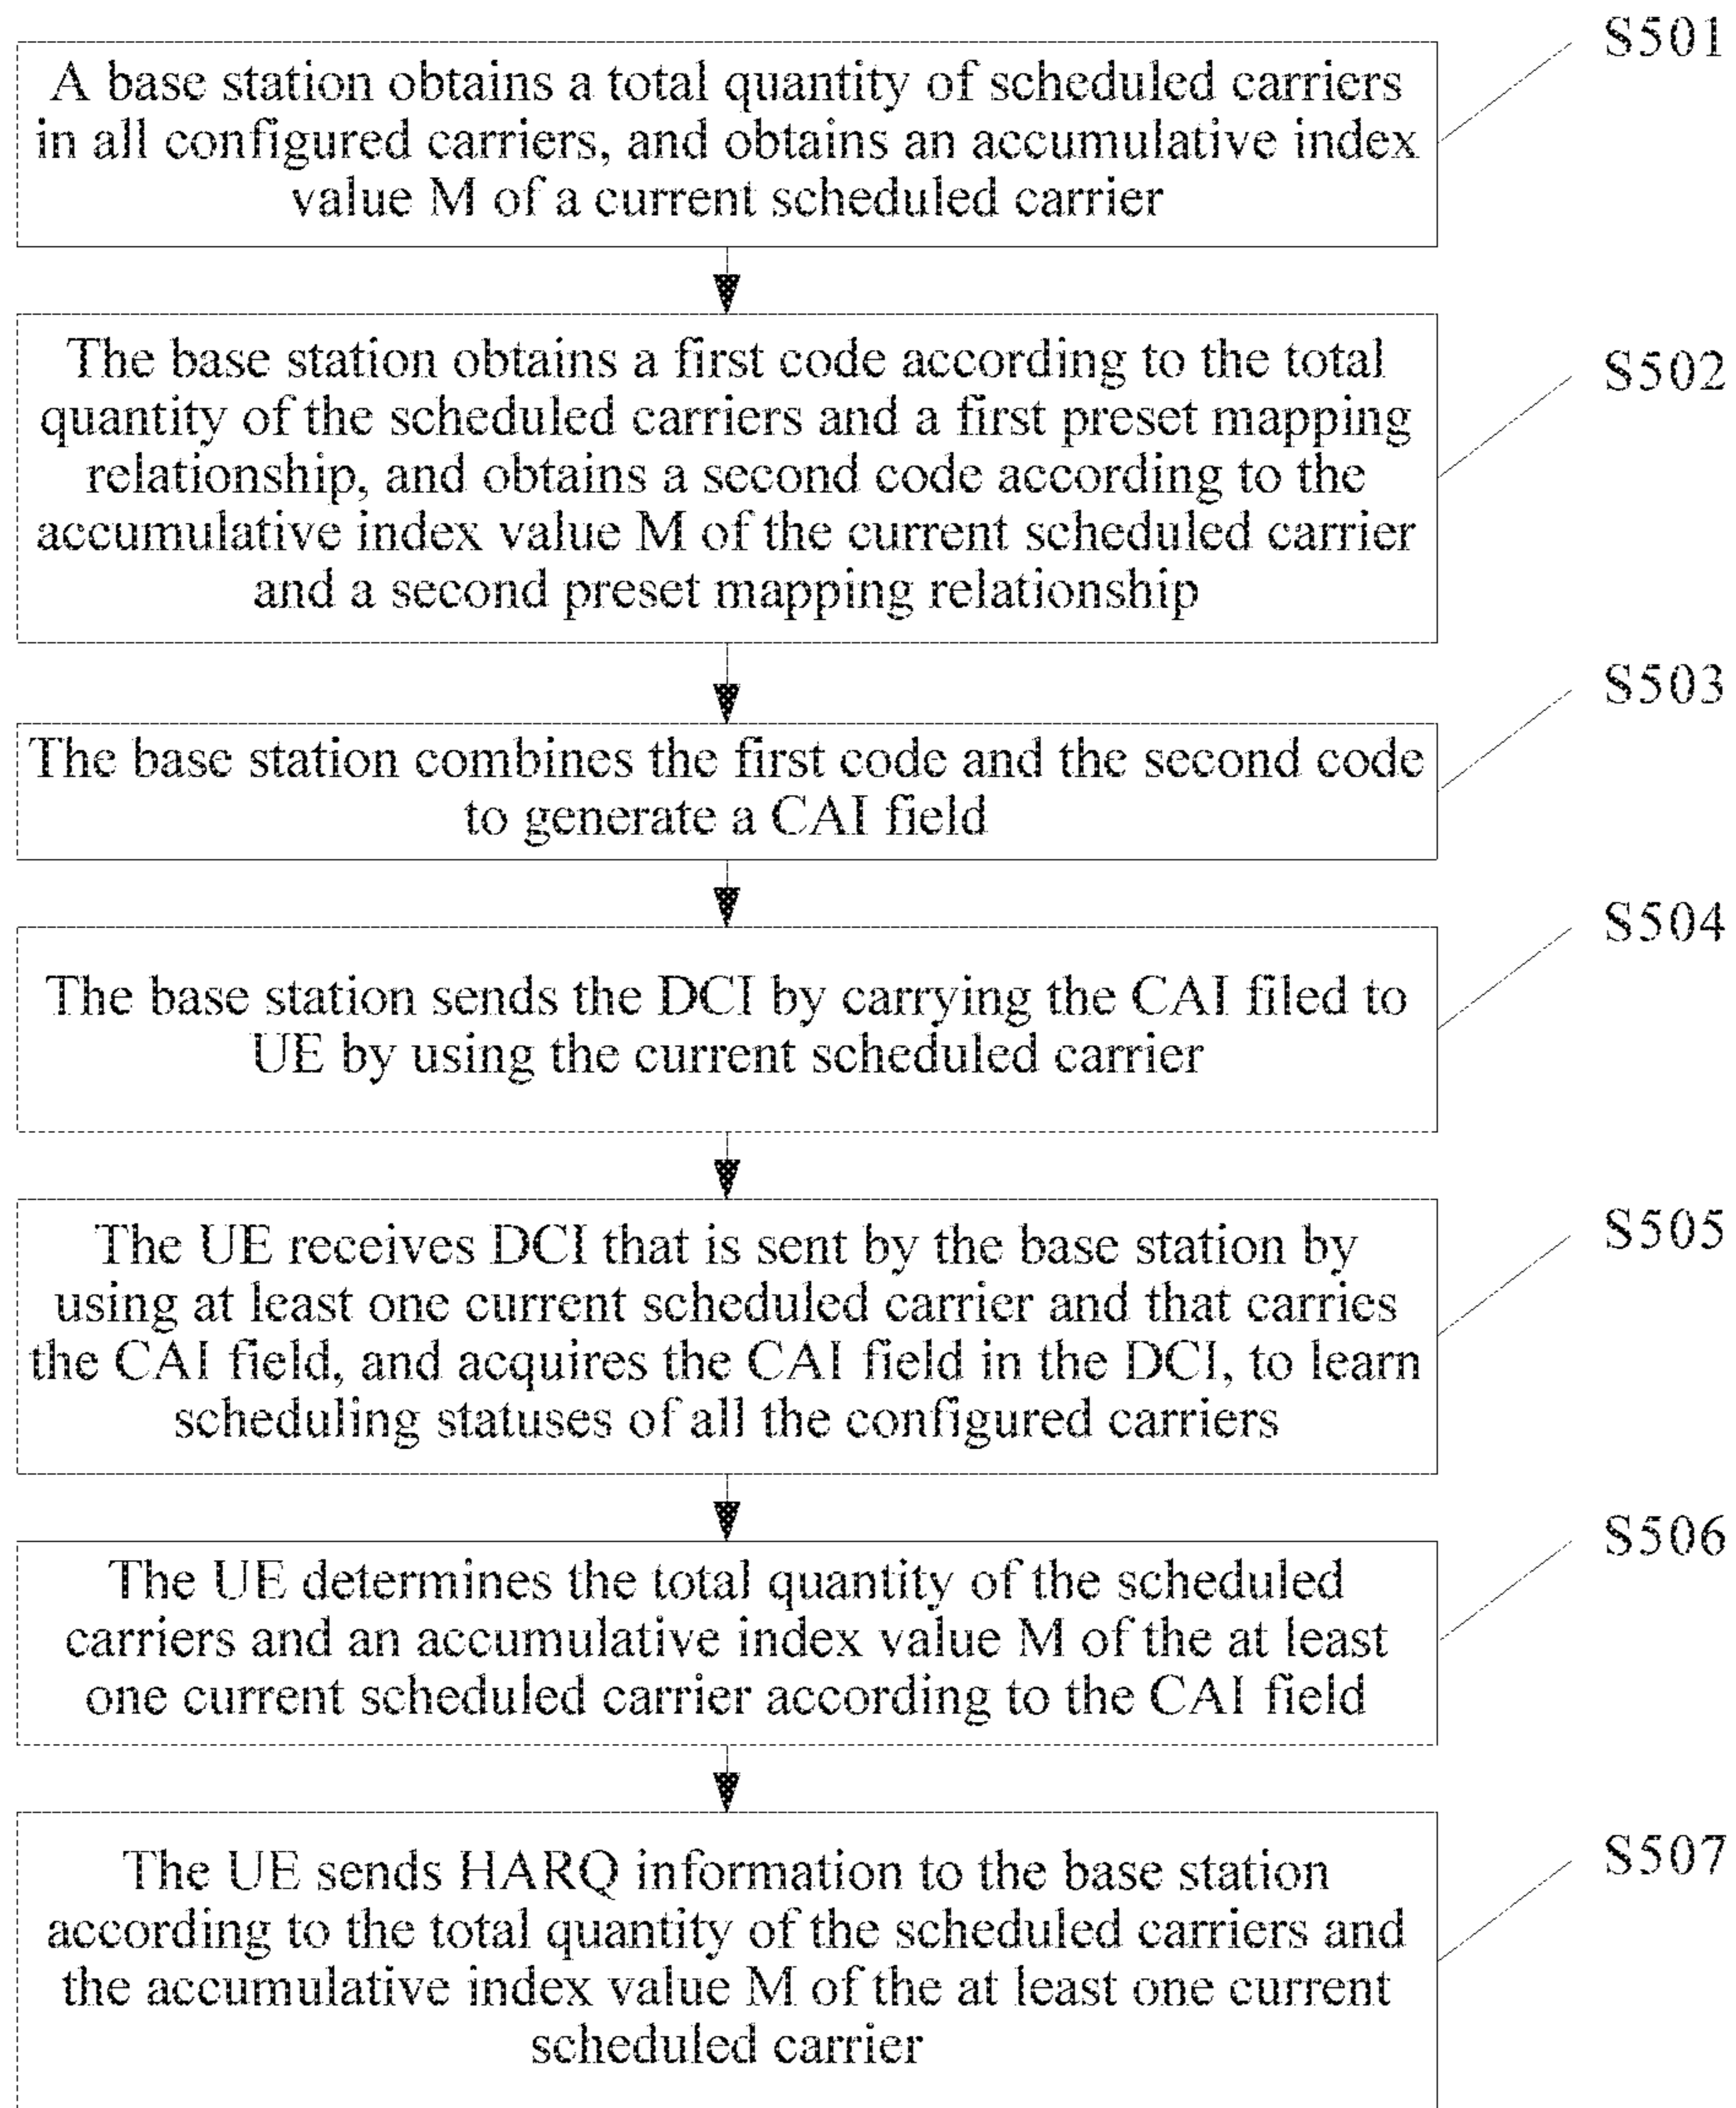 S501
A base station obtains a total quantity of scheduled carriers
in all configured carriers, and obtains an accumulative index
value M of a current scheduled carrier
S502
The base station obtains a first code according to the total
quantity of the scheduled carriers and a first preset mapping
relationship, and obtains a second code according to the
accumulative index value M of the current scheduled carrier
and a second preset mapping relationship
S503
The base station combines the first code and the second code
to generate a CAI field
S504
The base station sends the DCI by carrying the CAI filed to
UE by using the current scheduled carrier
S505
The UE receives DCI that is sent by the base station by
using at least one current scheduled carrier and that carries
the CAI field, and acquires the CAI field in the DCI, to learn
scheduling statuses of all the configured carriers
S506
The UE determines the total quantity of the scheduled
carriers and an accumulative index value M of the at least
one current scheduled carrier according to the CAI field
S507
The UE sends HARQ information to the base station
according to the total quantity of the scheduled carriers and
the accumulative index value M of the at least one current
scheduled carrier